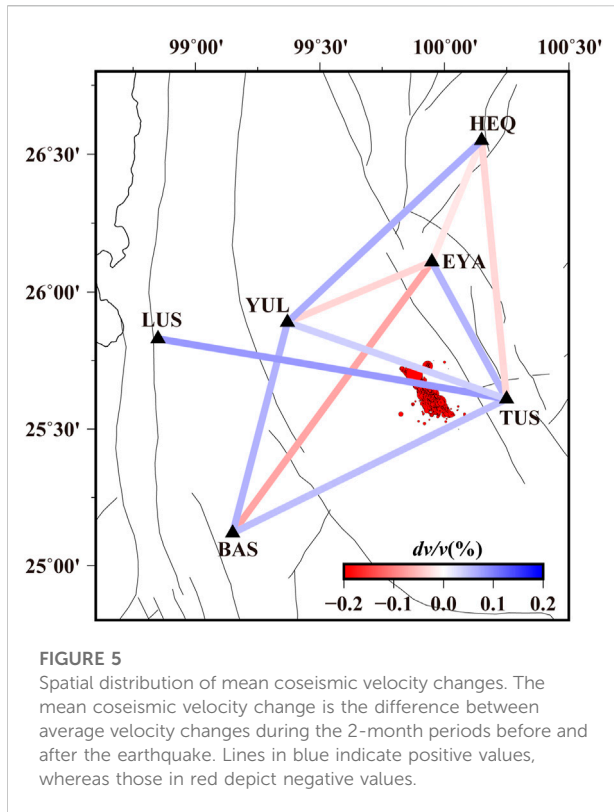 99°00' 99°30' 100°00' 100°30'
HEQ
26°30'
EYA
26°00'
YUL
LUS
25°30'
TUS
BAS
25°00'
dv/v(%)
−0.2 −0.1 0.0 0.1 0.2
FIGURE 5
Spatial distribution of mean coseismic velocity changes. The
mean coseismic velocity change is the difference between
average velocity changes during the 2-month periods before and
after the earthquake. Lines in blue indicate positive values,
whereas those in red depict negative values.